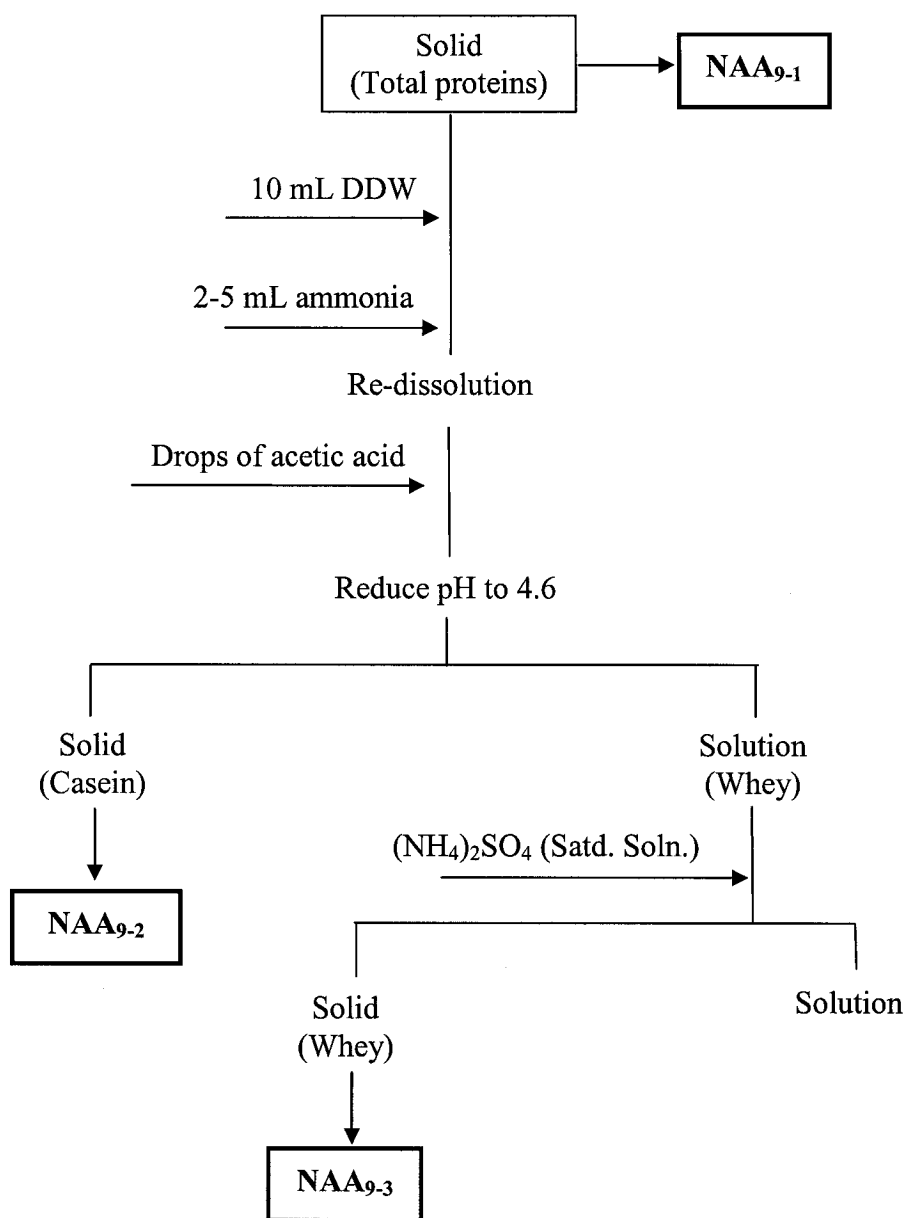 Solid
(Total proteins)
NAA9-1
10 mL DDW
2-5 mL ammonia
Re-dissolution
Drops of acetic acid
Reduce pH to 4.6
Solid
(Casein)
Solution
(Whey)
(NH4)2SO4 (Satd. Soln.)
NAA9-2
Solid
(Whey)
Solution
NAA9-3